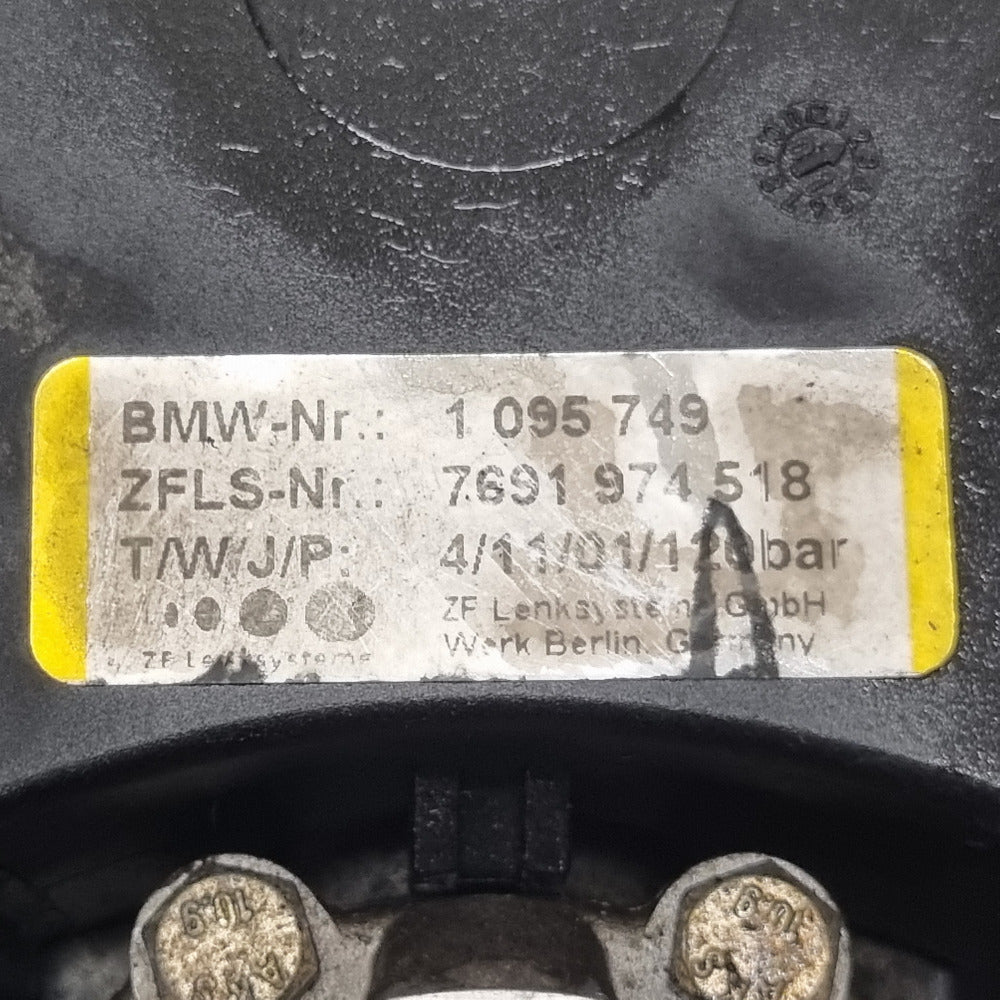 BMW-Nr.: 1 095 749
ZFLS-Nr.: 7691 974 518
T/W/J/P: 4/11/01/120bar
ZF Lenksysteme GmbH
Werk Berlin, Germany
ZF Lenksysteme
10.9
10.9